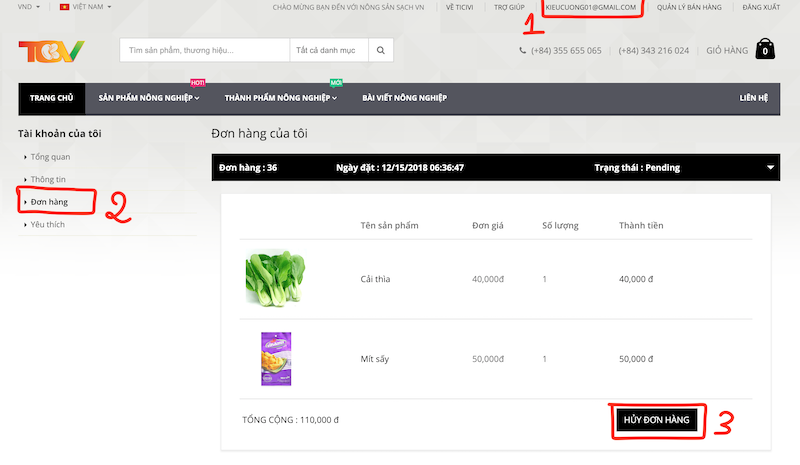 VND VIỆT NAM CHÀO MỪNG BẠN ĐẾN VỚI NÔNG SẢN SẠCH VN VỀ TICIVI TRỢ GIÚP KIEUCUONG01@GMAIL.COM QUẢN LÝ BÁN HÀNG ĐĂNG XUẤT
1
TCV Tìm sản phẩm, thương hiệu... Tất cả danh mục (+84) 355 655 065 (+84) 343 216 024 GIỎ HÀNG 0
HOT! MỚI
TRANG CHỦ SẢN PHẨM NÔNG NGHIỆP THÀNH PHẨM NÔNG NGHIỆP BÀI VIẾT NÔNG NGHIỆP LIÊN HỆ
Tài khoản của tôi
Tổng quan
Thông tin
Đơn hàng 2
Yêu thích
Đơn hàng của tôi
Đơn hàng : 36 Ngày đặt : 12/15/2018 06:36:47 Trạng thái : Pending
Tên sản phẩm Đơn giá Số lượng Thành tiền
Cải thìa 40,000đ 1 40,000 đ
Mít sấy 50,000đ 1 50,000 đ
TỔNG CỘNG : 110,000 đ HỦY ĐƠN HÀNG 3